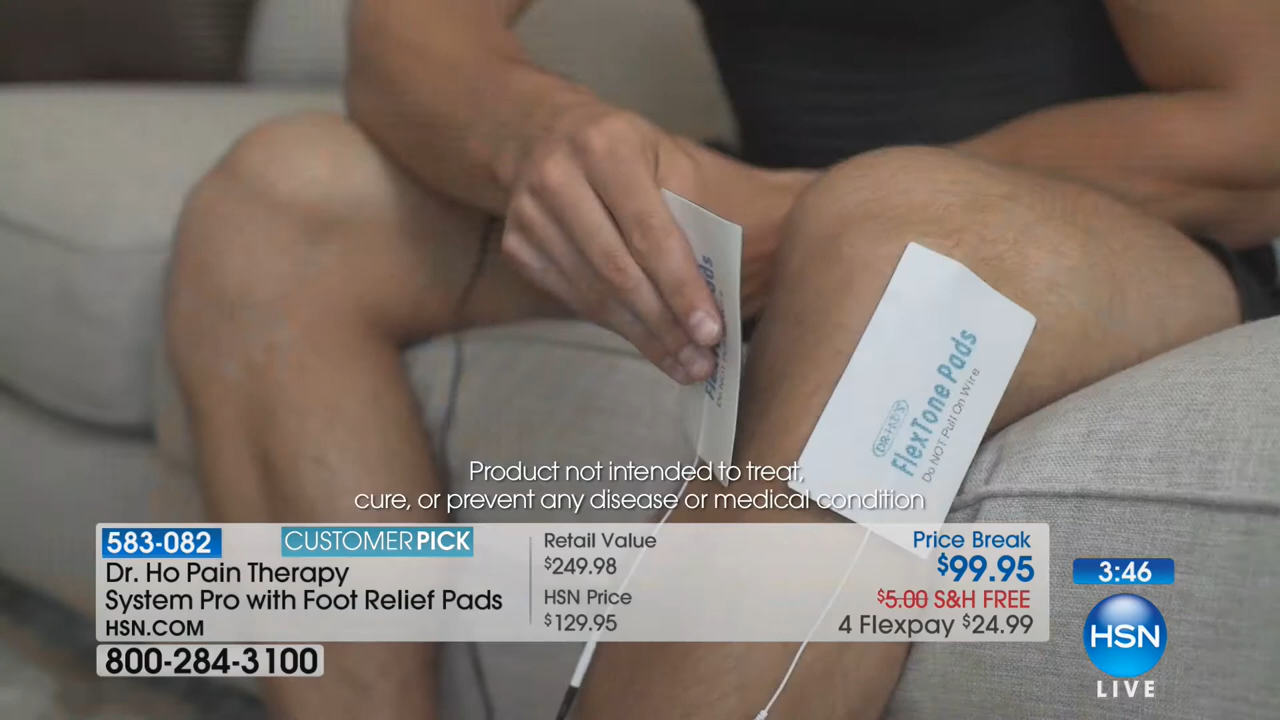 ds
DR-HO'S
FlexTone Pads
Do NOT Pull On Wire
Product not intended to treat,
cure, or prevent any disease or medical condition
583-082
CUSTOMERPICK
Dr. Ho Pain Therapy
System Pro with Foot Relief Pads
HSN.COM
800-284-3100
Retail Value
$249.98
HSN Price
$129.95
Price Break
$99.95
$5.00 S&H FREE
4 Flexpay $24.99
3:46
HSN
LIVE